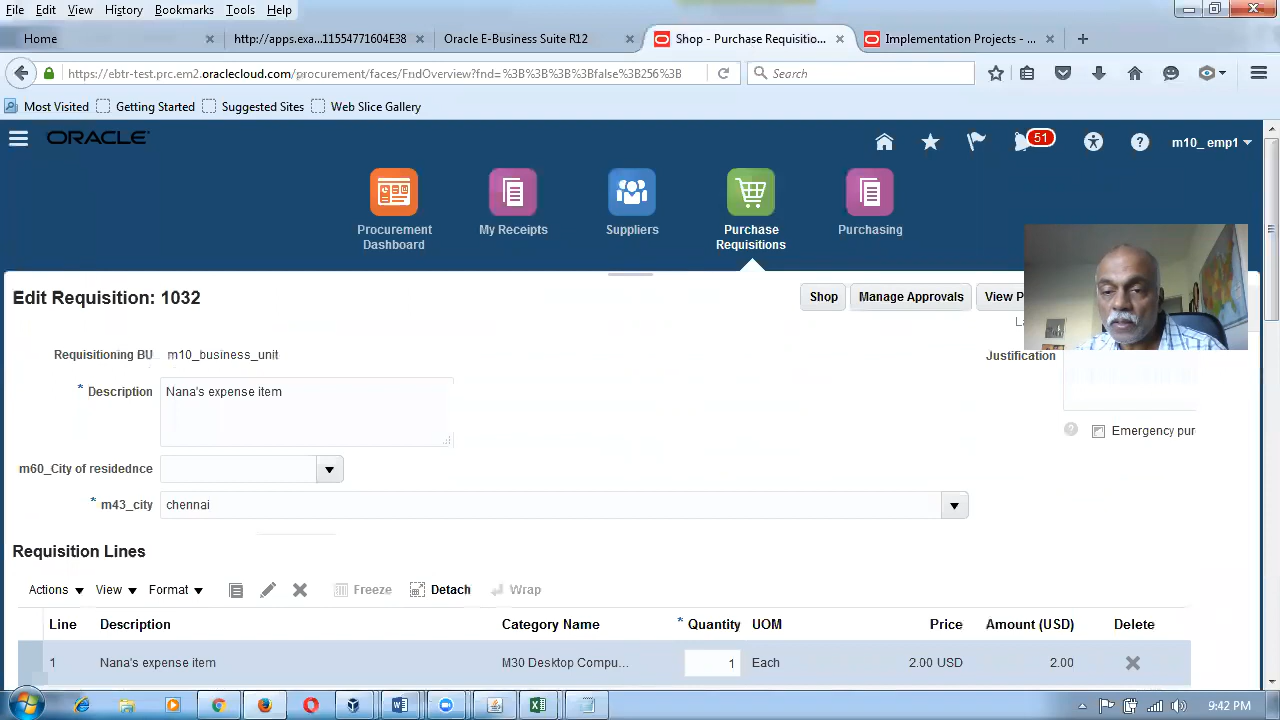 File Edit View History Bookmarks Tools Help
Home × http://apps.exa...11554771604E38 × Oracle E-Business Suite R12 × Shop - Purchase Requisitio... × Implementation Projects - ... × +
https://ebtr-test.prc.em2.oraclecloud.com/procurement/faces/FndOverview?fnd=%3B%3B%3B%3Bfalse%3B256%3B
Search
Most Visited Getting Started Suggested Sites Web Slice Gallery
ORACLE
51
m10_ emp1
Procurement
Dashboard
My Receipts
Suppliers
Purchase
Requisitions
Purchasing
Edit Requisition: 1032
Shop Manage Approvals View P
Requisitioning BU m10_business_unit
Justification
* Description Nana's expense item
Emergency pur
m60_City of residednce
* m43_city chennai
Requisition Lines
Actions View Format Freeze Detach Wrap
Line Description Category Name * Quantity UOM Price Amount (USD) Delete
1 Nana's expense item M30 Desktop Compu... 1 Each 2.00 USD 2.00
9:42 PM